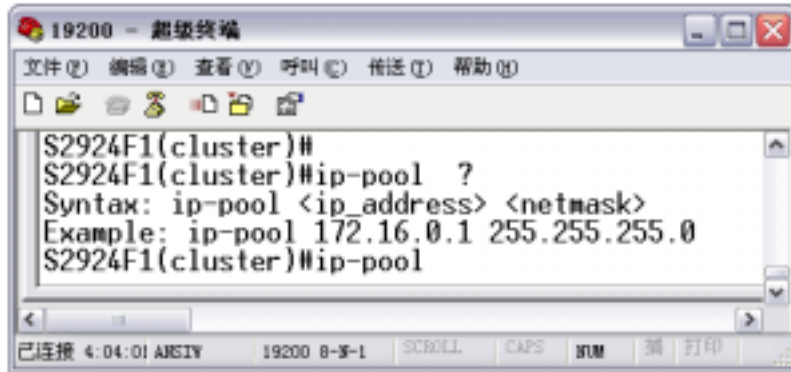 19200 - 超级终端
文件(F) 编辑(E) 查看(V) 呼叫(C) 传送(T) 帮助(H)
S2924F1(cluster)#
S2924F1(cluster)#ip-pool ?
Syntax: ip-pool <ip_address> <netmask>
Example: ip-pool 172.16.0.1 255.255.255.0
S2924F1(cluster)#ip-pool
已连接 4:04:01 ANSIW 19200 8-N-1 SCROLL CAPS NUM 捕 打印